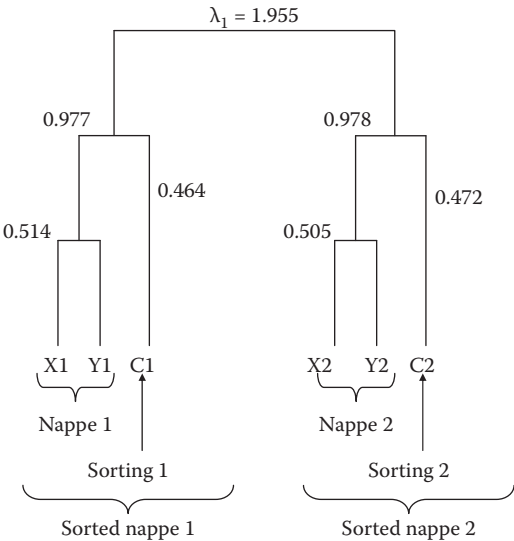 λ₁ = 1.955
0.977 0.978
0.464 0.472
0.514 0.505
X1 Y1 C1 X2 Y2 C2
Nappe 1 Nappe 2
Sorting 1 Sorting 2
Sorted nappe 1 Sorted nappe 2